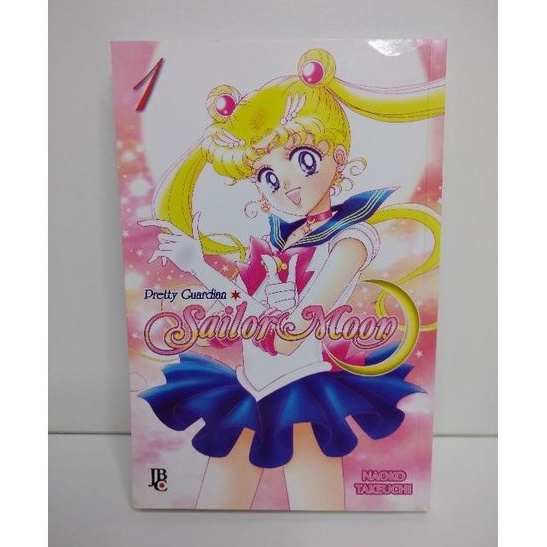 1
Pretty Guardian
Sailor Moon
JBC
NAOKO
TAKEUCHI